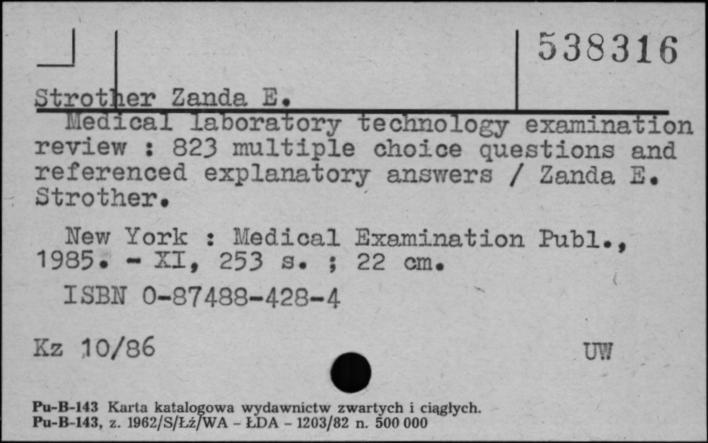 538316
Strother Zanda E.
Medical laboratory technology examination
review : 823 multiple choice questions and
referenced explanatory answers / Zanda E.
Strother.
New York : Medical Examination Publ.,
1985. - XI, 253 s. ; 22 cm.
ISBN 0-87488-428-4
Kz 10/86 UW
Pu-B-143 Karta katalogowa wydawnictw zwartych i ciągłych.
Pu-B-143, z. 1962/S/Łź/WA - ŁDA - 1203/82 n. 500 000